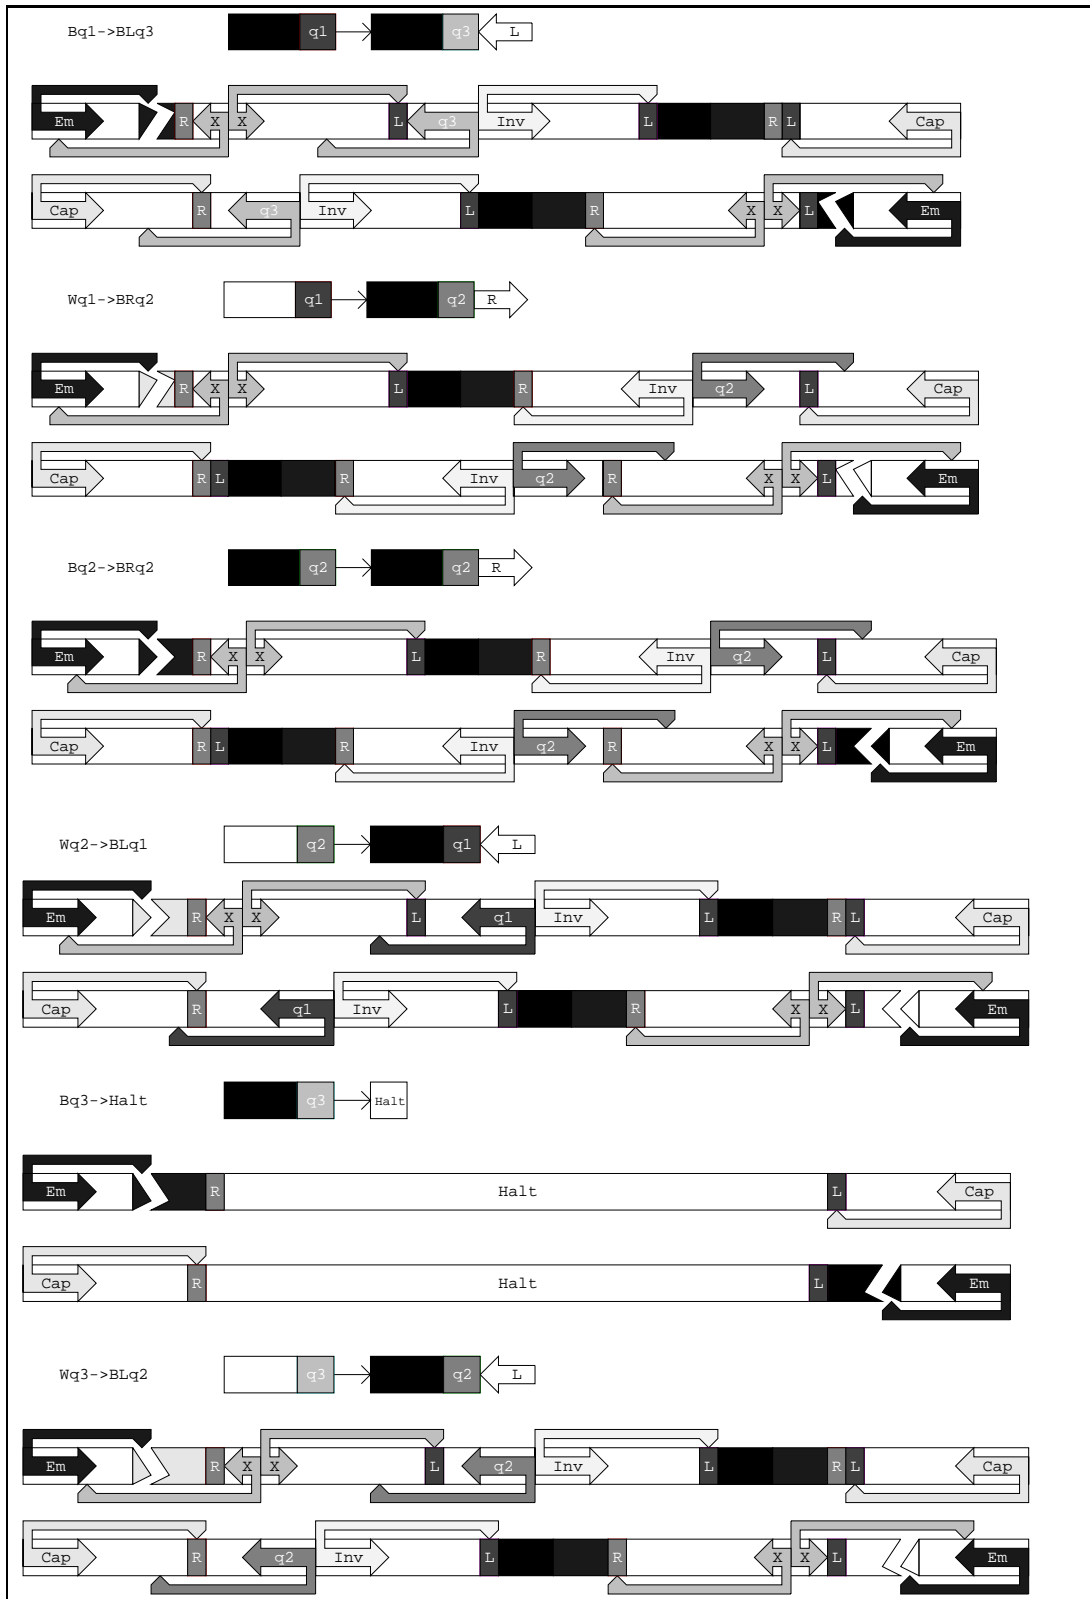 Bq1->BLq3 q1 q3 L
Em R X X L q3 Inv L R L Cap
Cap R q3 Inv L R X X L Em
Wq1->BRq2 q1 q2 R
Em R X X L R Inv q2 L Cap
Cap R L R Inv q2 R X X L Em
Bq2->BRq2 q2 q2 R
Em R X X L R Inv q2 L Cap
Cap R L R Inv q2 R X X L Em
Wq2->BLq1 q2 q1 L
Em R X X L q1 Inv L R L Cap
Cap R q1 Inv L R X X L Em
Bq3->Halt q3 Halt
Em R Halt L Cap
Cap R Halt L Em
Wq3->BLq2 q3 q2 L
Em R X X L q2 Inv L R L Cap
Cap R q2 Inv L R X X L Em